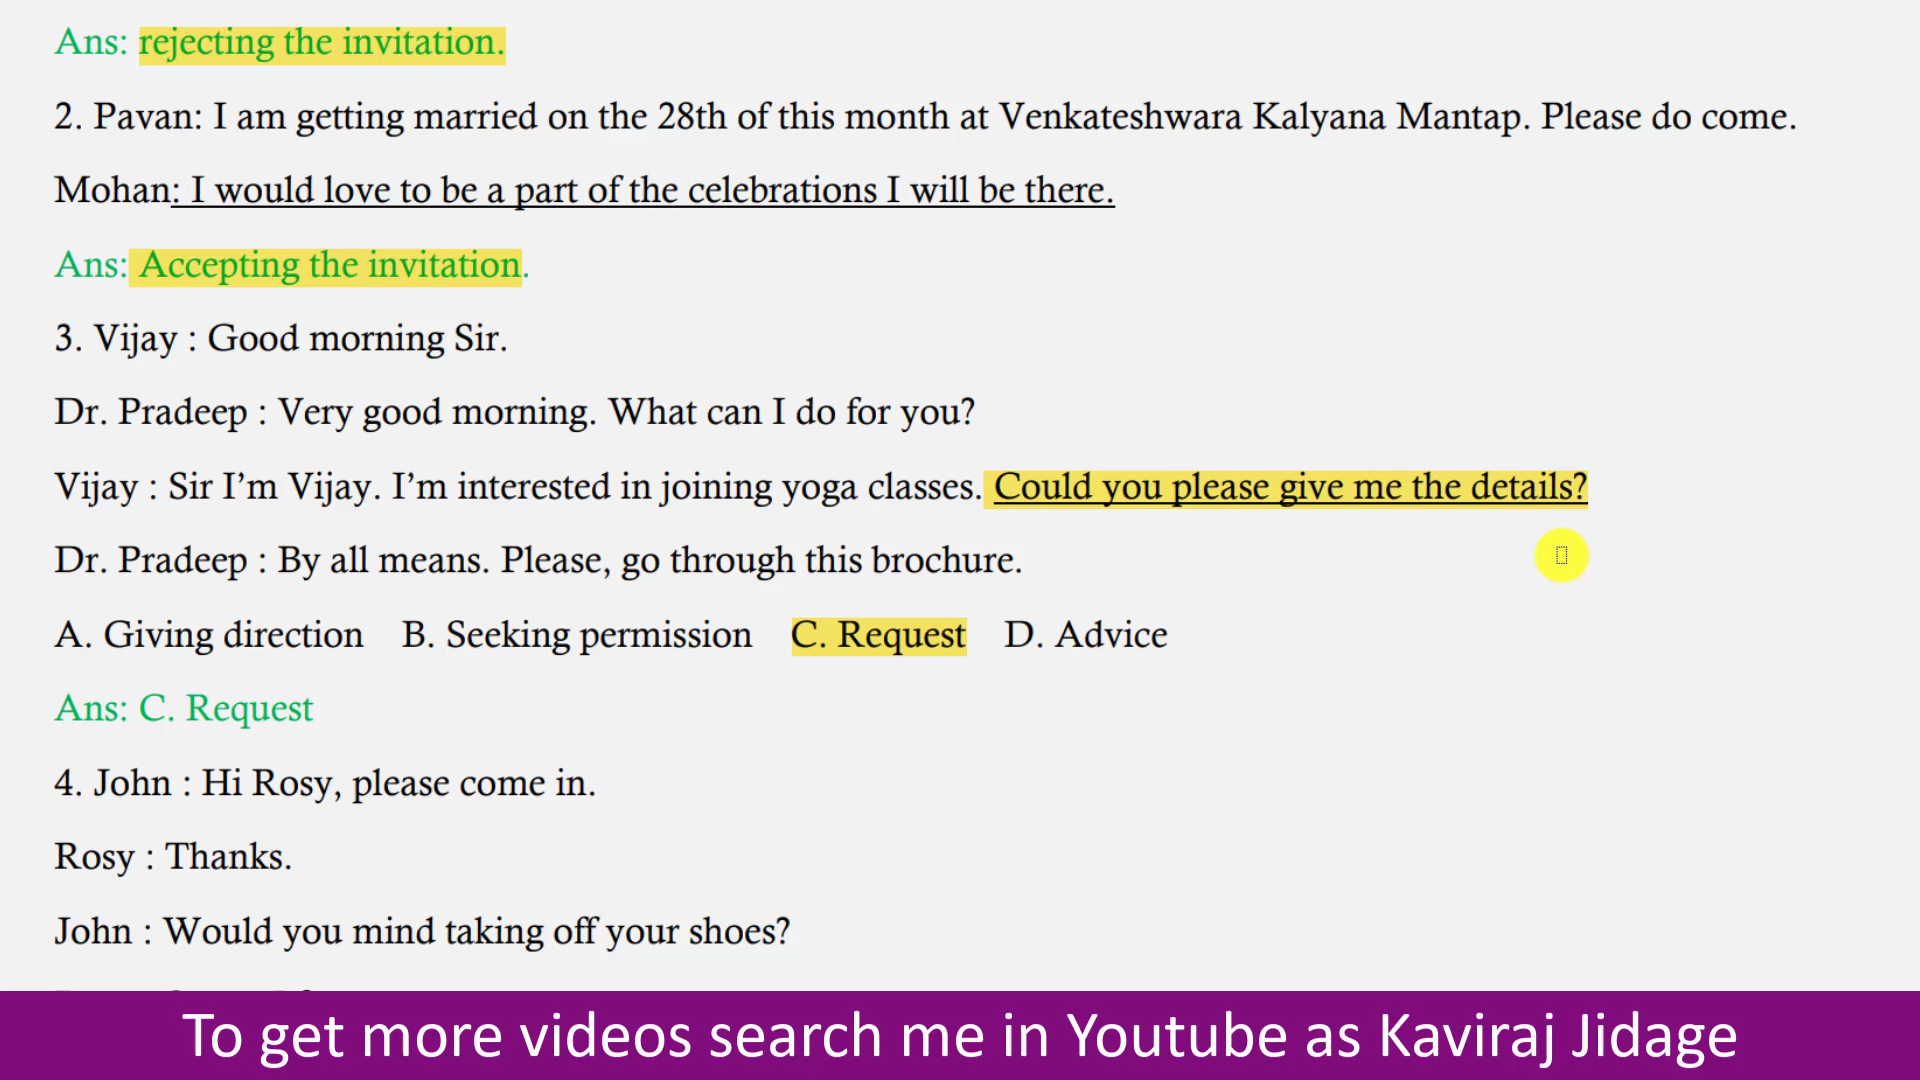 Ans: rejecting the invitation.
2. Pavan: I am getting married on the 28th of this month at Venkateshwara Kalyana Mantap. Please do come.
Mohan: I would love to be a part of the celebrations I will be there.
Ans: Accepting the invitation.
3. Vijay : Good morning Sir.
Dr. Pradeep : Very good morning. What can I do for you?
Vijay : Sir I’m Vijay. I’m interested in joining yoga classes. Could you please give me the details?
Dr. Pradeep : By all means. Please, go through this brochure.
A. Giving direction B. Seeking permission C. Request D. Advice
Ans: C. Request
4. John : Hi Rosy, please come in.
Rosy : Thanks.
John : Would you mind taking off your shoes?
To get more videos search me in Youtube as Kaviraj Jidage